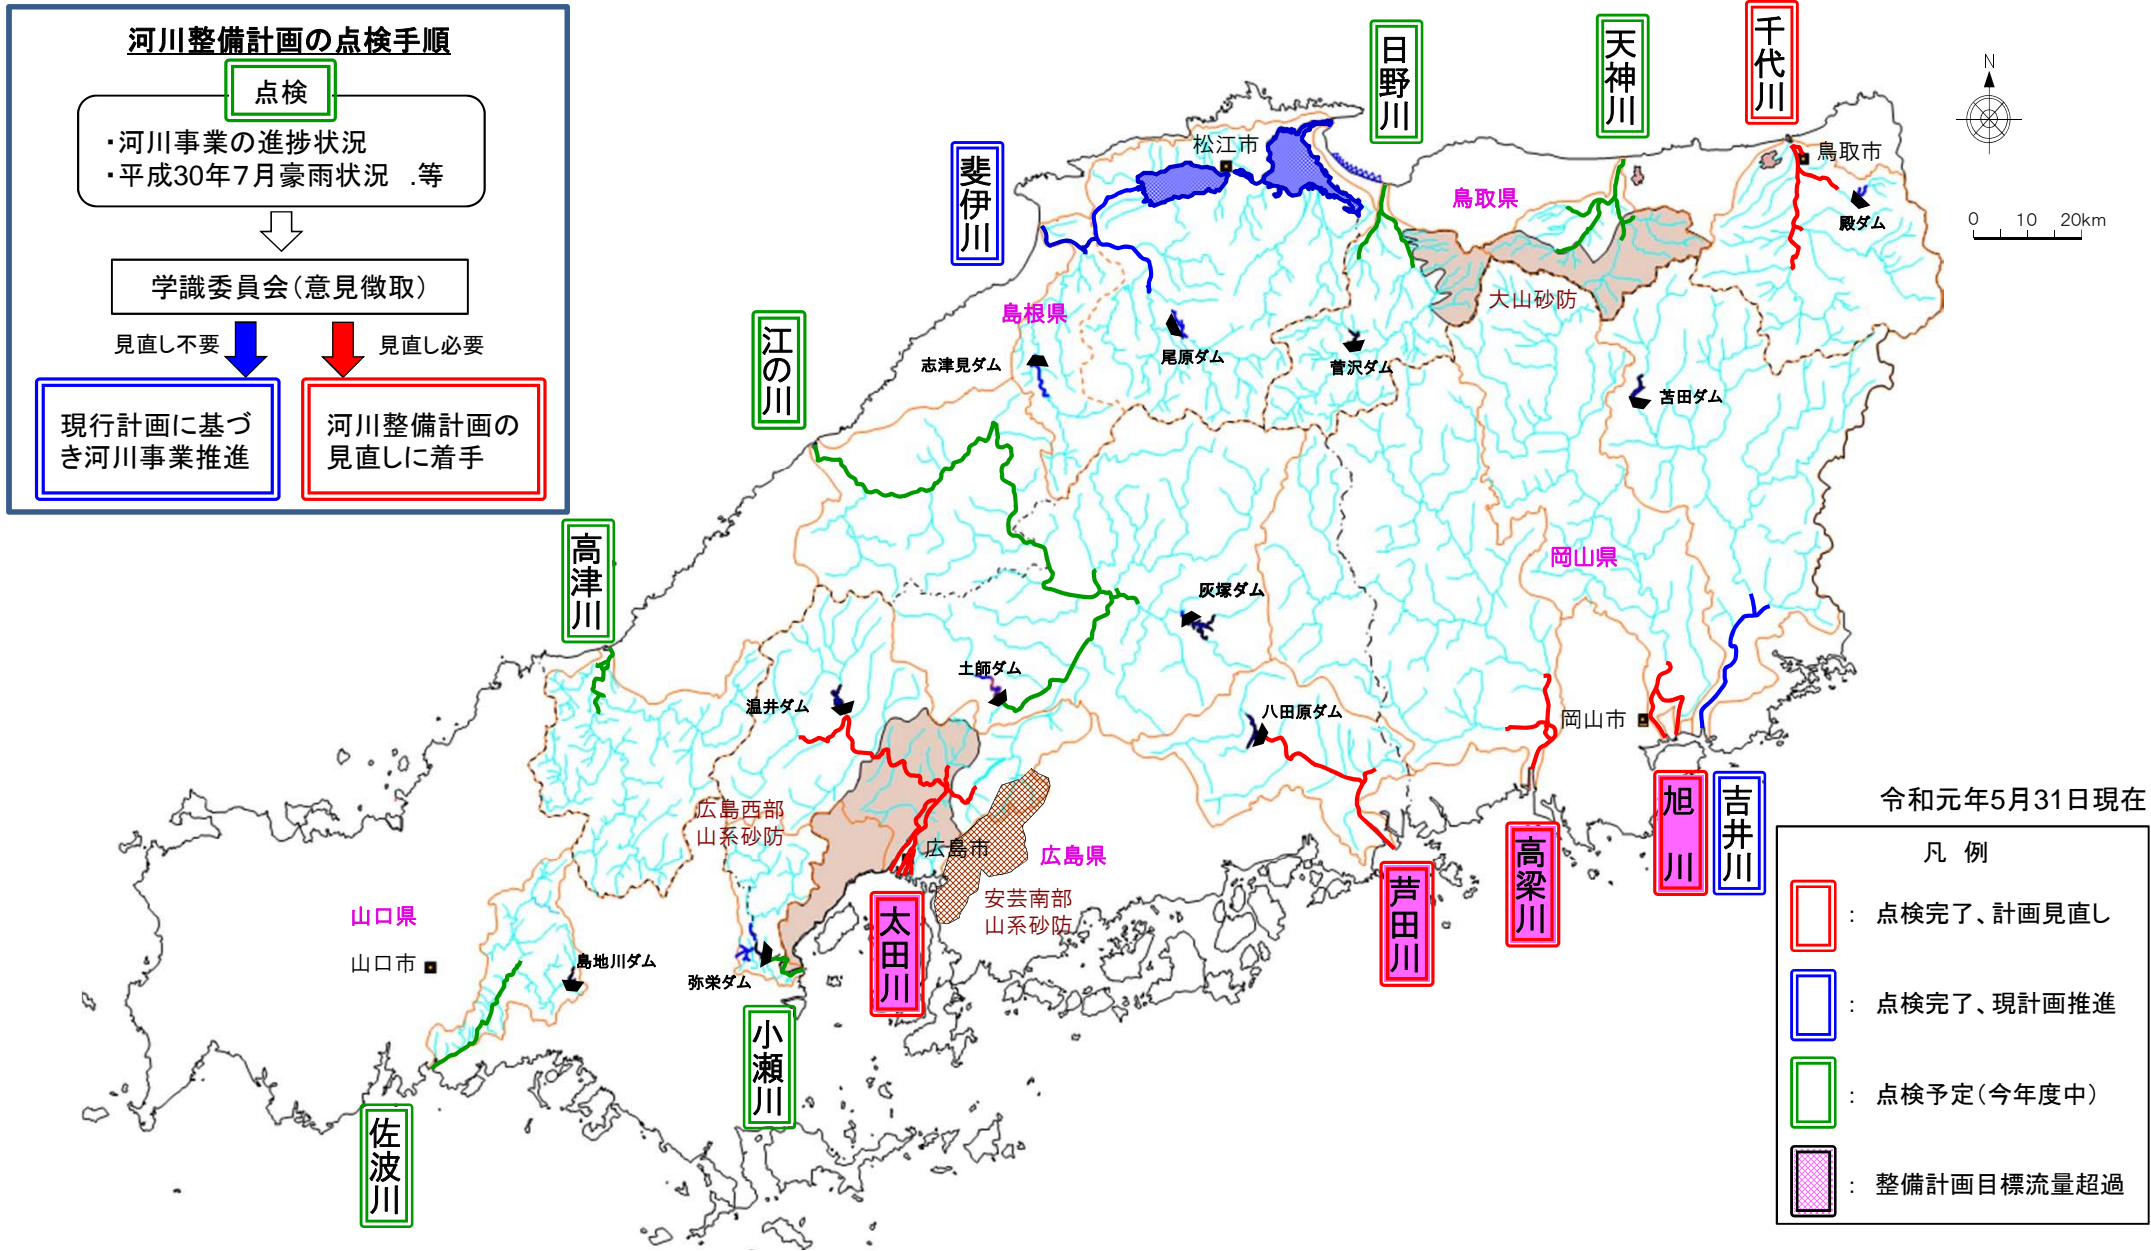 河川整備計画の点検手順
点検
・河川事業の進捗状況
・平成30年7月豪雨状況 .等
学識委員会(意見徴取)
見直し不要
見直し必要
現行計画に基づ
き河川事業推進
河川整備計画の
見直しに着手
千代川
天神川
日野川
斐伊川
江の川
高津川
佐波川
小瀬川
太田川
芦田川
高梁川
旭川
吉井川
N
0 10 20km
松江市
鳥取市
鳥取県
殿ダム
大山砂防
島根県
志津見ダム
尾原ダム
菅沢ダム
苫田ダム
岡山県
灰塚ダム
土師ダム
温井ダム
八田原ダム
岡山市
広島西部
山系砂防
広島市
広島県
安芸南部
山系砂防
山口県
山口市
島地川ダム
弥栄ダム
令和元年5月31日現在
凡 例
: 点検完了、計画見直し
: 点検完了、現計画推進
: 点検予定(今年度中)
: 整備計画目標流量超過